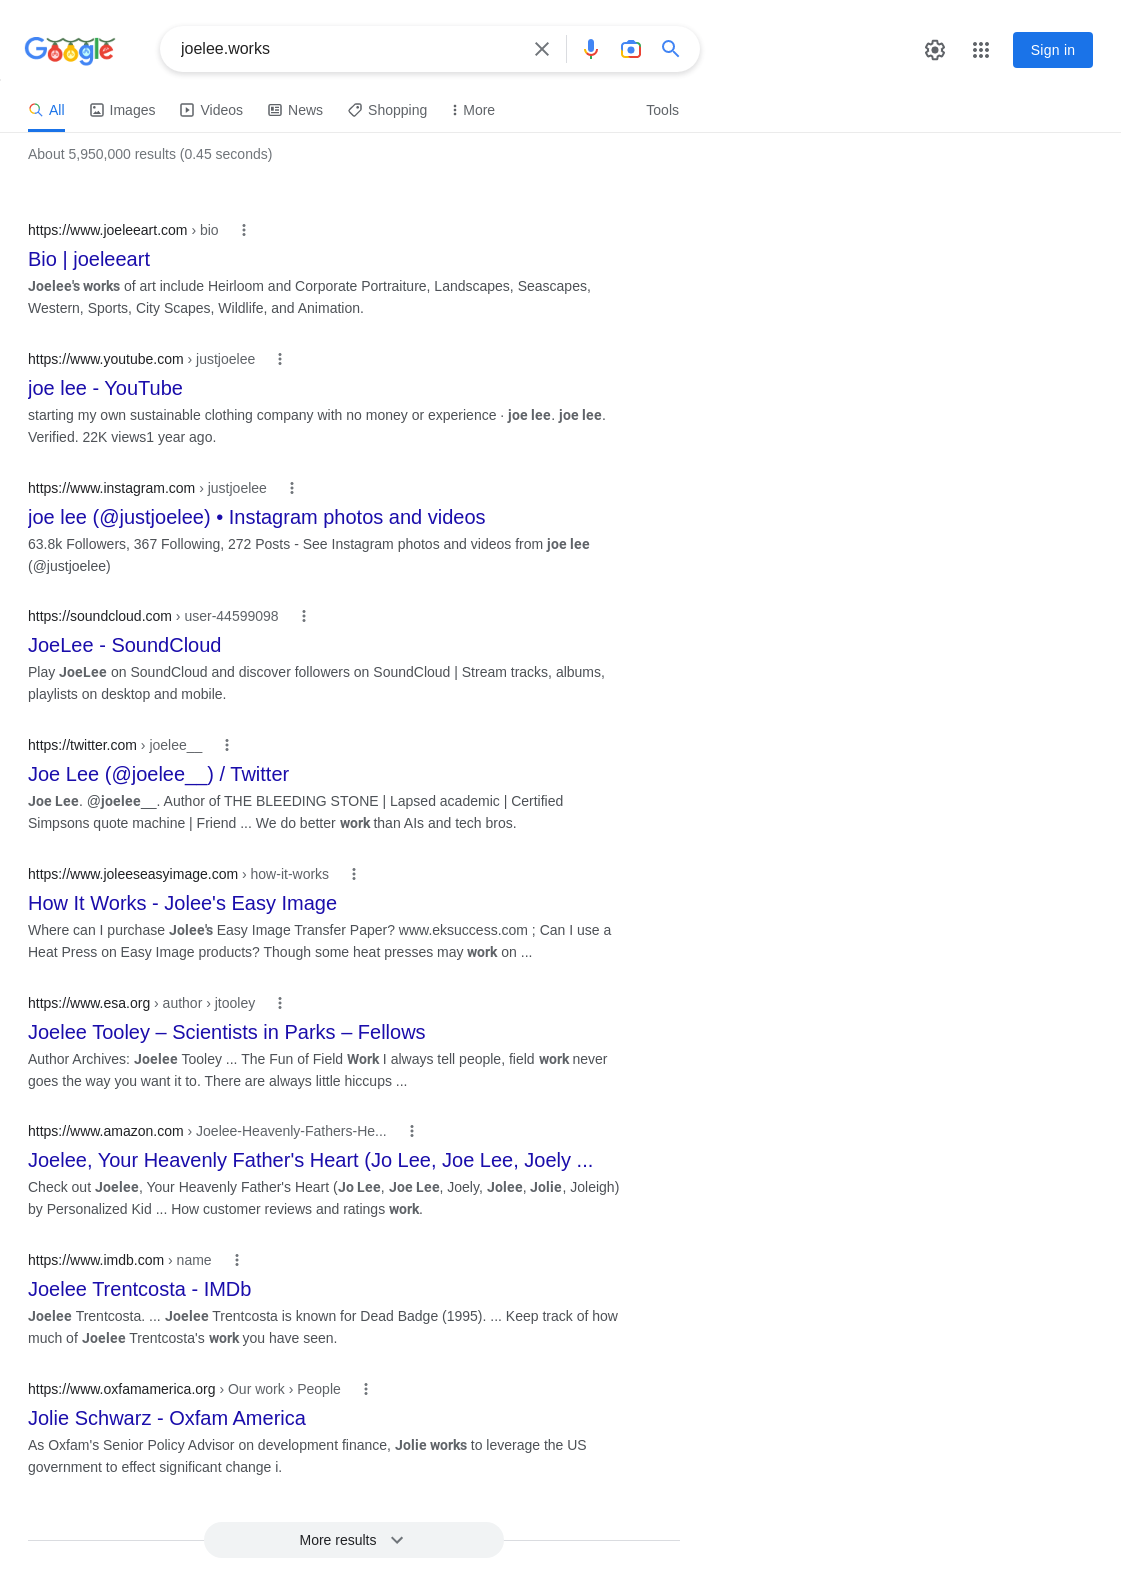 Google
joelee.works
Sign in
All
Images
Videos
News
Shopping
More
Tools
About 5,950,000 results (0.45 seconds)
https://www.joeleeart.com › bio
Bio | joeleeart
Joelee's works of art include Heirloom and Corporate Portraiture, Landscapes, Seascapes,
Western, Sports, City Scapes, Wildlife, and Animation.
https://www.youtube.com › justjoelee
joe lee - YouTube
starting my own sustainable clothing company with no money or experience · joe lee. joe lee.
Verified. 22K views1 year ago.
https://www.instagram.com › justjoelee
joe lee (@justjoelee) • Instagram photos and videos
63.8k Followers, 367 Following, 272 Posts - See Instagram photos and videos from joe lee
(@justjoelee)
https://soundcloud.com › user-44599098
JoeLee - SoundCloud
Play JoeLee on SoundCloud and discover followers on SoundCloud | Stream tracks, albums,
playlists on desktop and mobile.
https://twitter.com › joelee__
Joe Lee (@joelee__) / Twitter
Joe Lee. @joelee__. Author of THE BLEEDING STONE | Lapsed academic | Certified
Simpsons quote machine | Friend ... We do better work than AIs and tech bros.
https://www.joleeseasyimage.com › how-it-works
How It Works - Jolee's Easy Image
Where can I purchase Jolee's Easy Image Transfer Paper? www.eksuccess.com ; Can I use a
Heat Press on Easy Image products? Though some heat presses may work on ...
https://www.esa.org › author › jtooley
Joelee Tooley – Scientists in Parks – Fellows
Author Archives: Joelee Tooley ... The Fun of Field Work I always tell people, field work never
goes the way you want it to. There are always little hiccups ...
https://www.amazon.com › Joelee-Heavenly-Fathers-He...
Joelee, Your Heavenly Father's Heart (Jo Lee, Joe Lee, Joely ...
Check out Joelee, Your Heavenly Father's Heart (Jo Lee, Joe Lee, Joely, Jolee, Jolie, Joleigh)
by Personalized Kid ... How customer reviews and ratings work.
https://www.imdb.com › name
Joelee Trentcosta - IMDb
Joelee Trentcosta. ... Joelee Trentcosta is known for Dead Badge (1995). ... Keep track of how
much of Joelee Trentcosta's work you have seen.
https://www.oxfamamerica.org › Our work › People
Jolie Schwarz - Oxfam America
As Oxfam's Senior Policy Advisor on development finance, Jolie works to leverage the US
government to effect significant change i.
More results